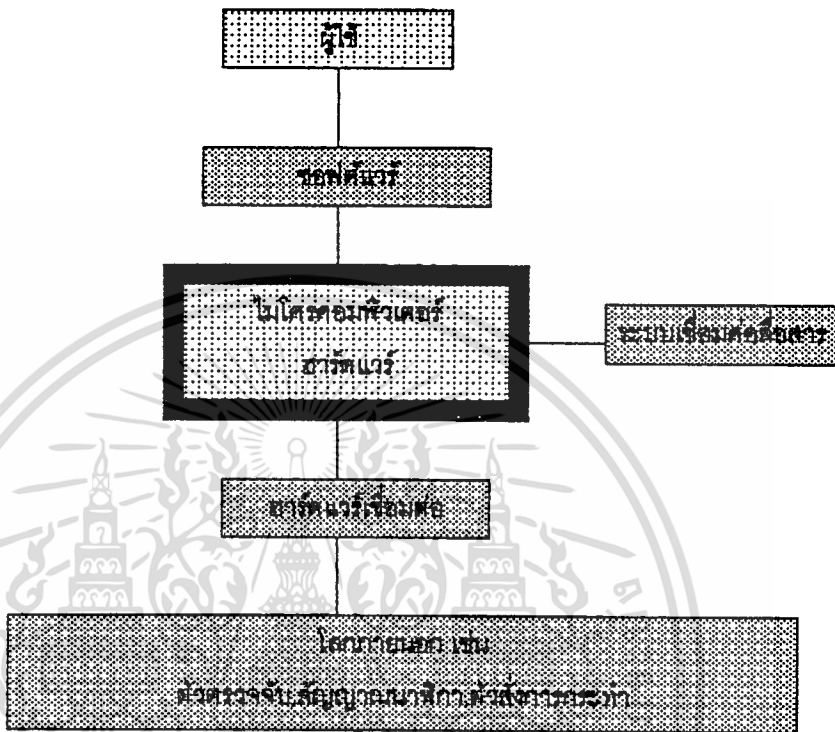 ผู้ใช้
ซอฟต์แวร์
ไมโครคอมพิวเตอร์
ฮาร์ดแวร์
ระบบเชื่อมต่อสื่อสาร
ฮาร์ดแวร์เชื่อมต่อ
โลกภายนอก เช่น
ตัวตรวจจับ,สัญญาณนาฬิกา,ตัวสั่งการกระทำ